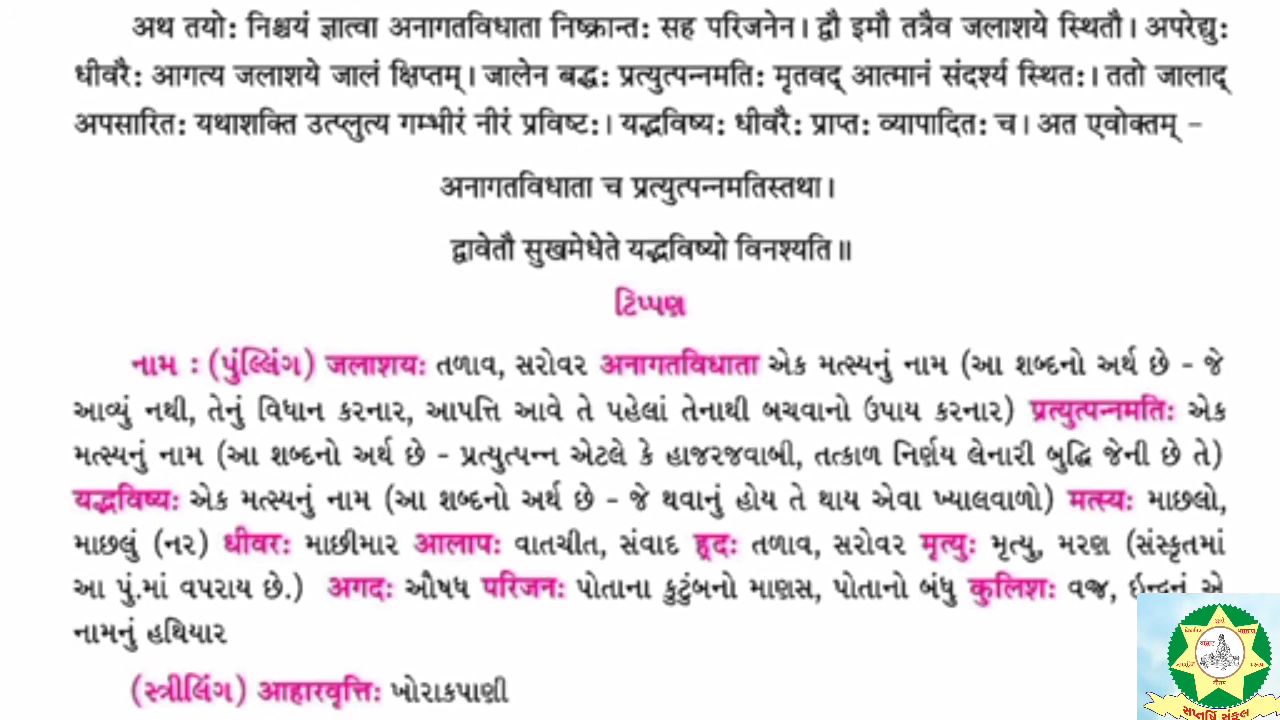 अथ तयोः निश्चयं ज्ञात्वा अनागतविधाता निष्क्रान्तः सह परिजनेन। द्वौ इमौ तत्रैव जलाशये स्थितौ। अपरेद्युः
धीवरैः आगत्य जलाशये जालं क्षिप्तम्। जालेन बद्धः प्रत्युत्पन्नमतिः मृतवद् आत्मानं संदर्श्य स्थितः। ततो जालाद्
अपसारितः यथाशक्ति उत्प्लुत्य गम्भीरं नीरं प्रविष्टः। यद्भविष्यः धीवरैः प्राप्तः व्यापादितः च। अत एवोक्तम् –
अनागतविधाता च प्रत्युत्पन्नमतिस्तथा।
द्वावेतौ सुखमेधेते यद्भविष्यो विनश्यति॥
ટિપ્પણ
નામ : (પુંલ્લિંગ) जलाशयः તળાવ, સરોવર अनागतविधाता એક મત્સ્યનું નામ (આ શબ્દનો અર્થ છે - જે
આવ્યું નથી, તેનું વિધાન કરનાર, આપત્તિ આવે તે પહેલાં તેનાથી બચવાનો ઉપાય કરનાર) प्रत्युत्पन्नमतिः એક
મત્સ્યનું નામ (આ શબ્દનો અર્થ છે - પ્રત્યુત્પન્ન એટલે કે હાજરજવાબી, તત્કાળ નિર્ણય લેનારી બુદ્ધિ જેની છે તે)
यद्भविष्यः એક મત્સ્યનું નામ (આ શબ્દનો અર્થ છે - જે થવાનું હોય તે થાય એવા ખ્યાલવાળો) मत्स्यः માછલો,
માછલું (નર) धीवरः માછીમાર आलापः વાતચીત, સંવાદ ह्रदः તળાવ, સરોવર मृत्युः મૃત્યુ, મરણ (સંસ્કૃતમાં
આ પું.માં વપરાય છે.) अगदः ઔષધ परिजनः પોતાના કુટુંબનો માણસ, પોતાનો બંધુ कुलिशः વજ્ર, ઇન્દ્રનું એ
નામનું હથિયાર
(સ્ત્રીલિંગ) आहारवृत्तिः ખોરાકપાણી
સપ્તર્ષિ સંકુલ